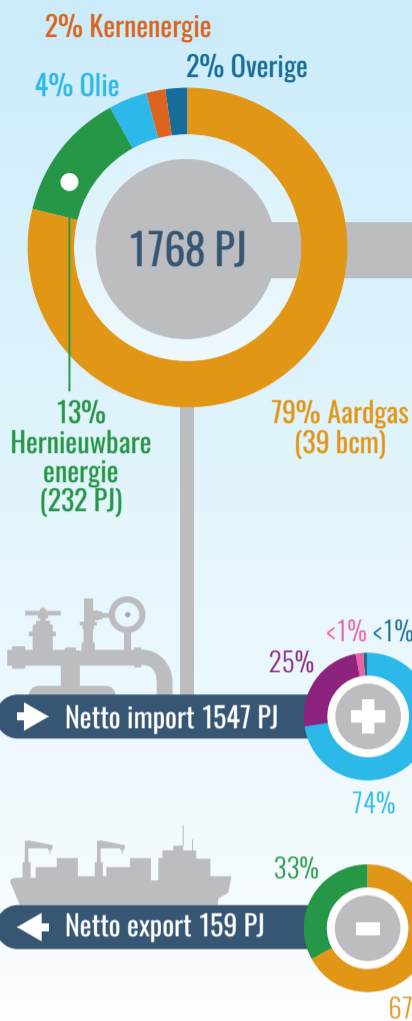 2% Kernenergie
4% Olie
2% Overige
1768 PJ
13%
Hernieuwbare
energie
(232 PJ)
79% Aardgas
(39 bcm)
<1% <1%
25%
Netto import 1547 PJ
74%
33%
Netto export 159 PJ
67